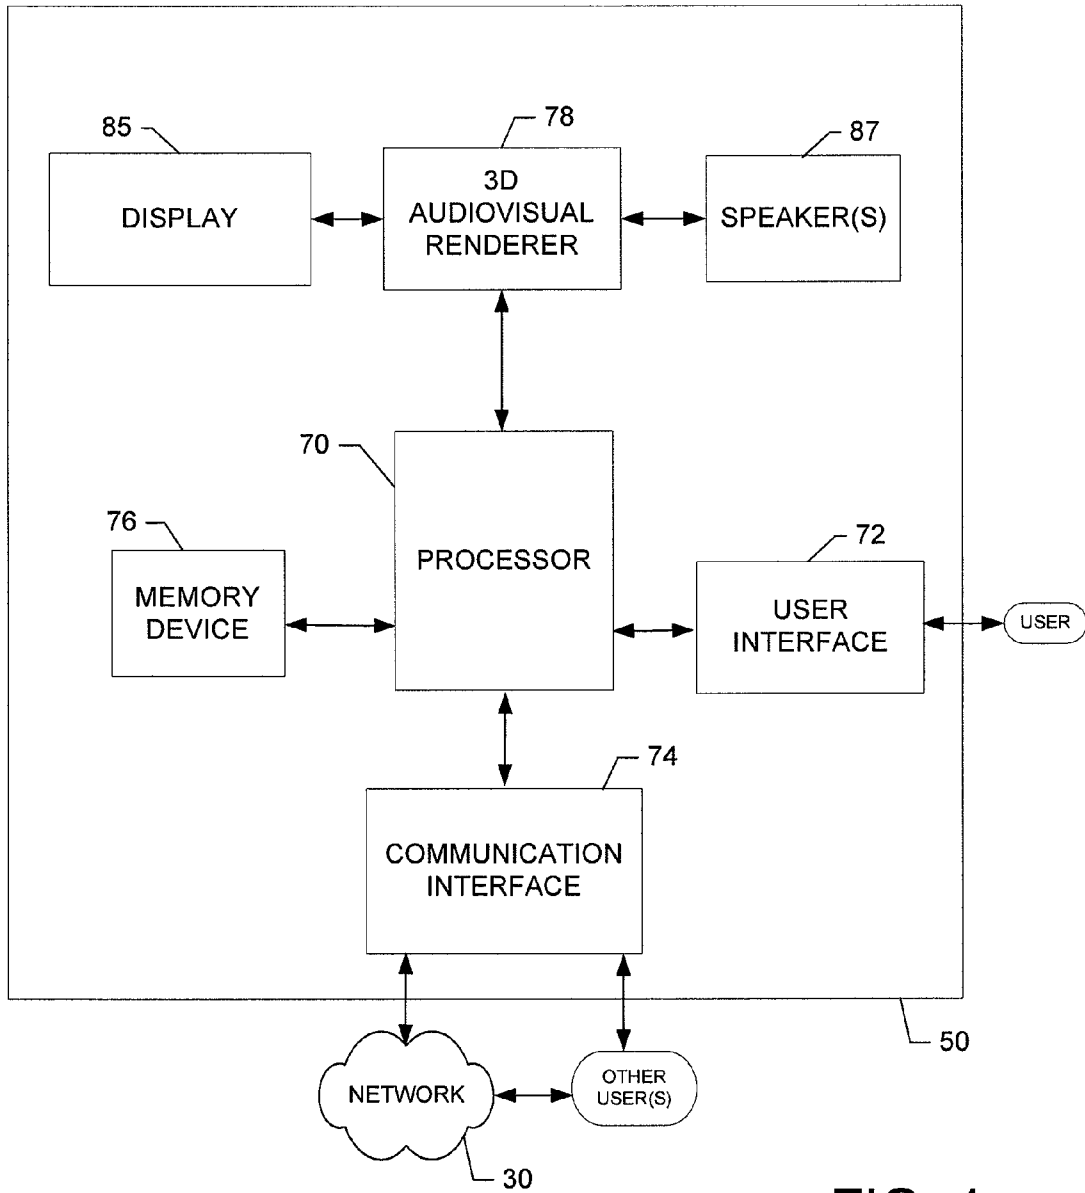 85
78
87
DISPLAY
3D
AUDIOVISUAL
RENDERER
SPEAKER(S)
70
76
72
MEMORY
DEVICE
PROCESSOR
USER
INTERFACE
USER
74
COMMUNICATION
INTERFACE
50
NETWORK
OTHER
USER(S)
30